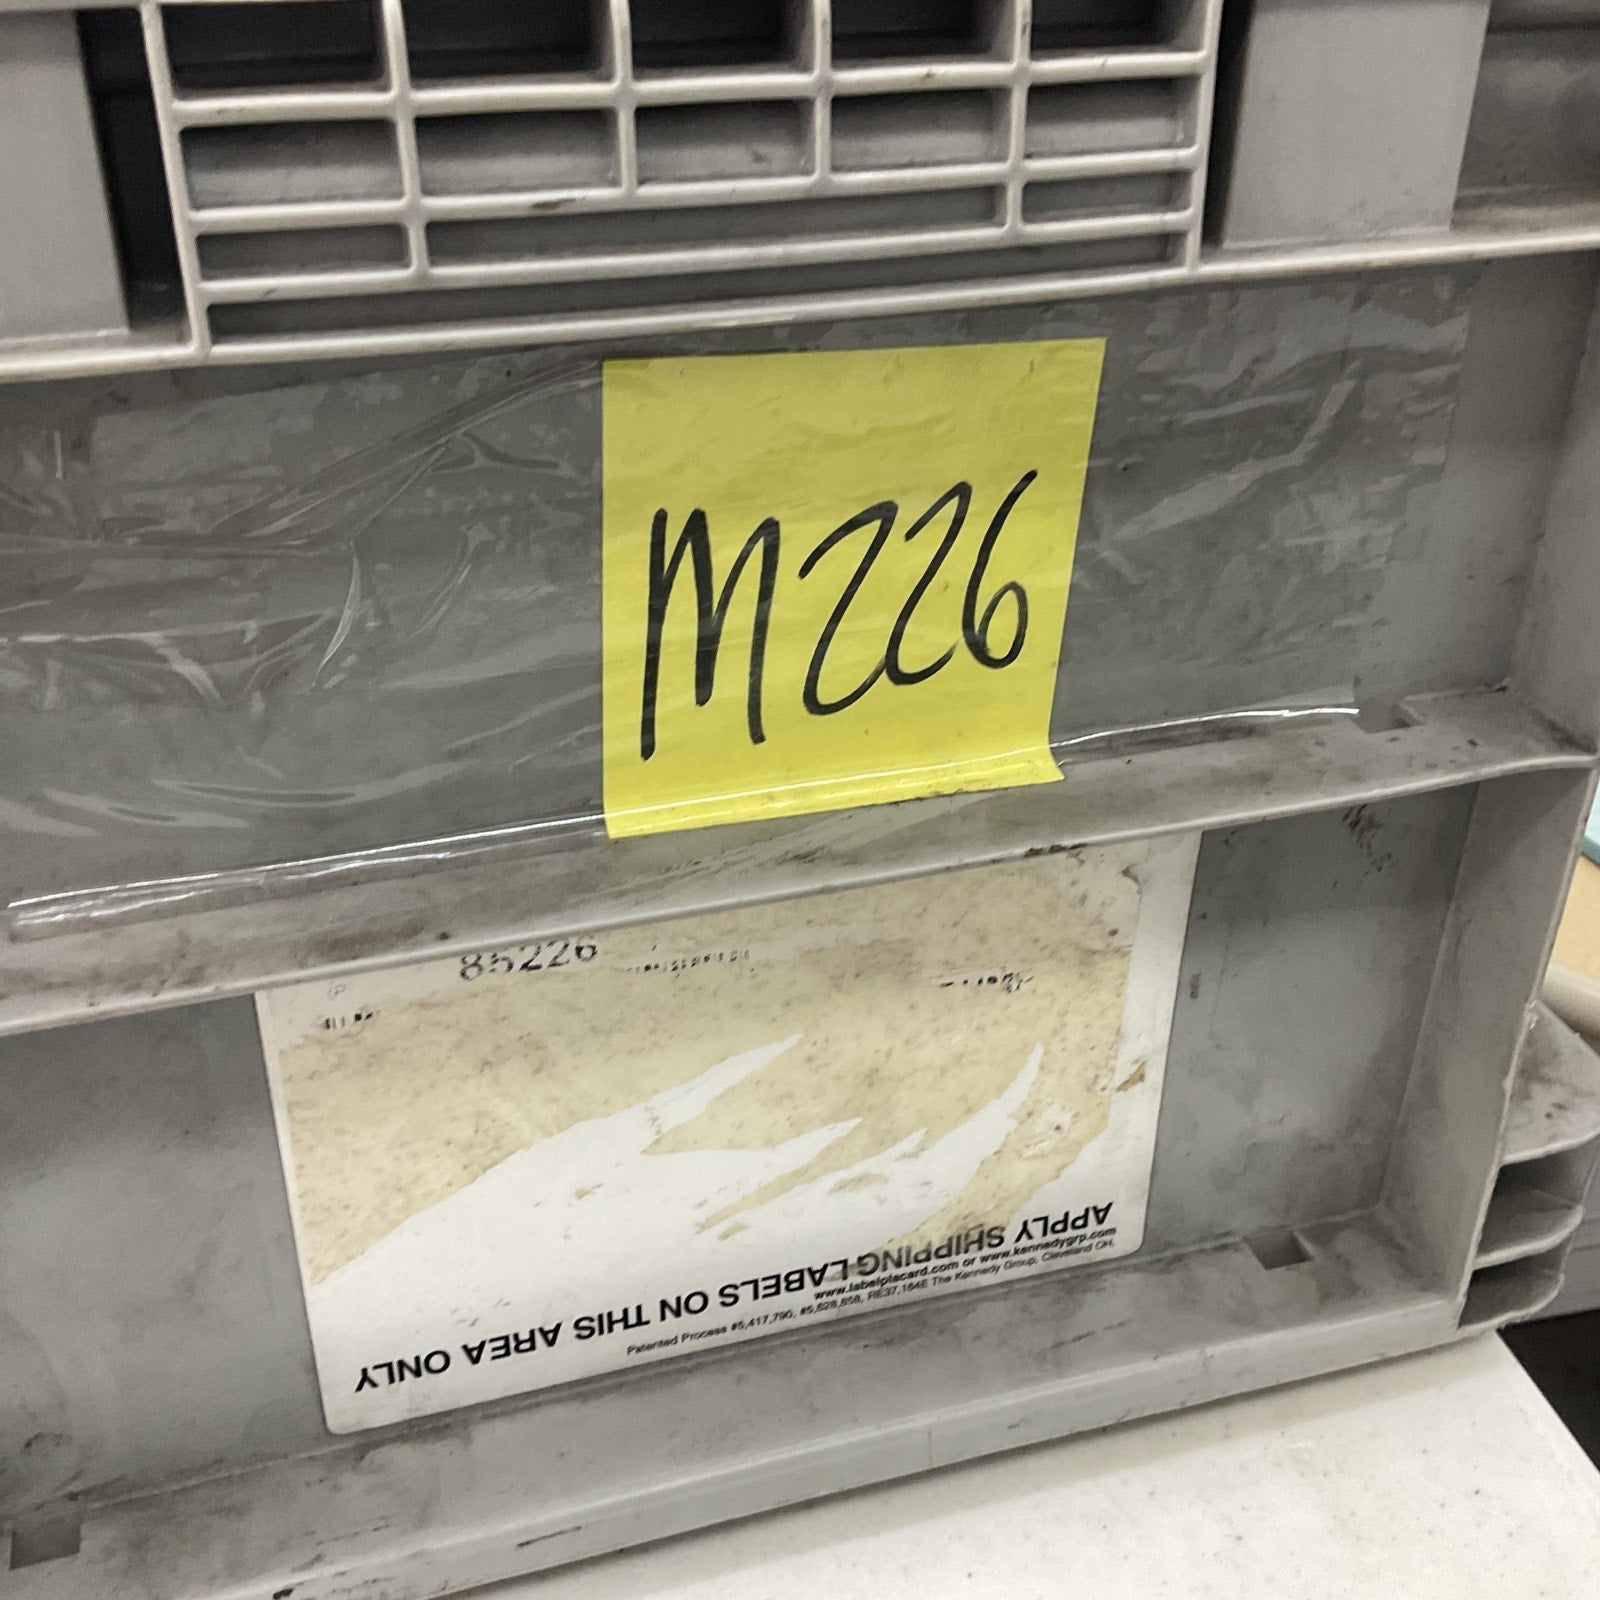 M226
85226
APPLY SHIPPING LABELS ON THIS AREA ONLY
www.labelplacard.com or www.kennedygrp.com
Patented Process #5,417,790, #5,628,858, RE37,164E The Kennedy Group, Cleveland OH.